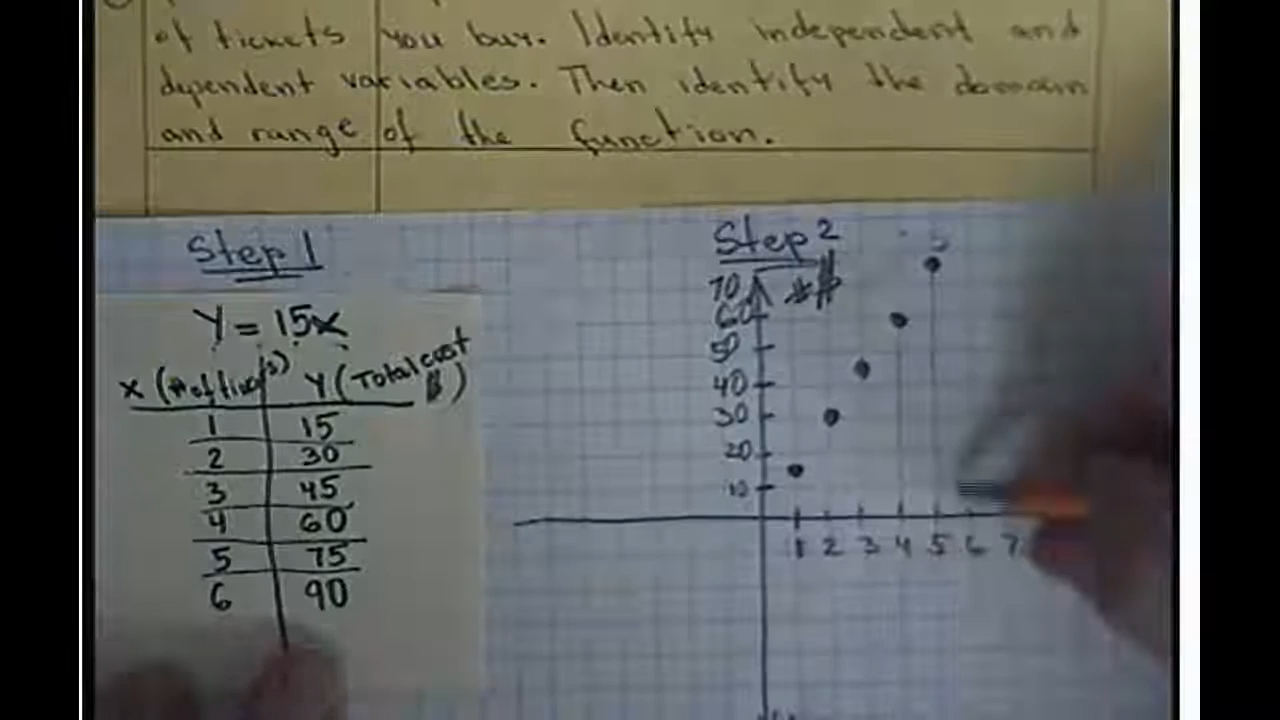 of tickets you buy. Identify independent and
dependent variables. Then identify the domain
and range of the function.
Step 1
Y = 15x
X ( Y (Total cost
1 15
2 30
3 45
4 60
5 75
6 90
Step 2
70
60
50
40
30
20
10
1 2 3 4 5 6 7